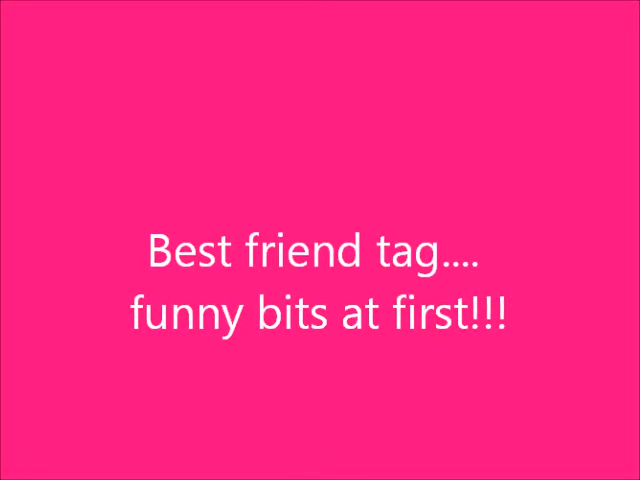 Best friend tag....
funny bits at first!!!